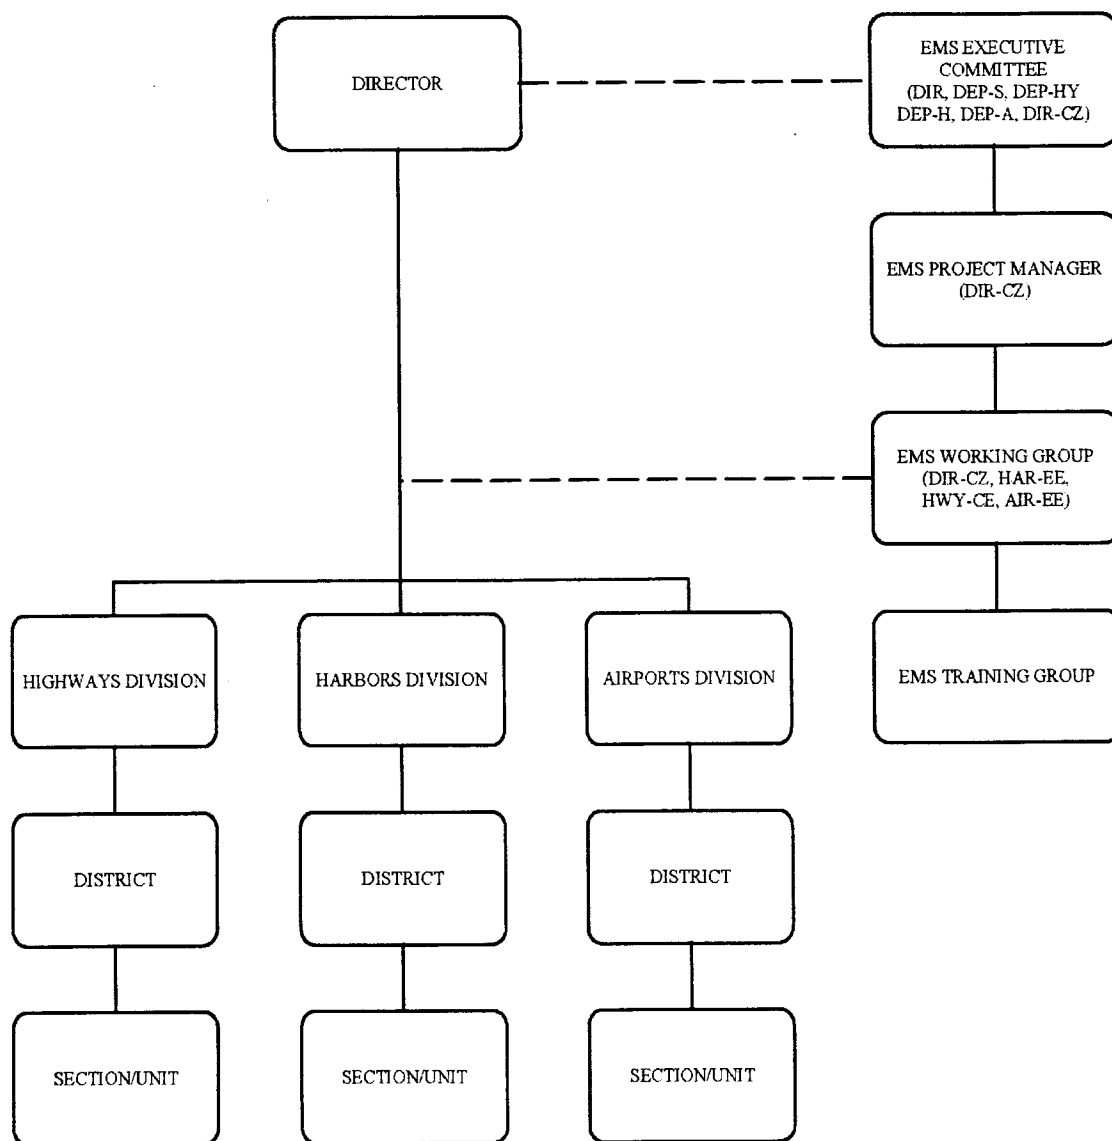 DIRECTOR
EMS EXECUTIVE
COMMITTEE
(DIR, DEP-S, DEP-HY
DEP-H, DEP-A, DIR-CZ)
EMS PROJECT MANAGER
(DIR-CZ)
EMS WORKING GROUP
(DIR-CZ, HAR-EE,
HWY-CE, AIR-EE)
HIGHWAYS DIVISION
HARBORS DIVISION
AIRPORTS DIVISION
EMS TRAINING GROUP
DISTRICT
DISTRICT
DISTRICT
SECTION/UNIT
SECTION/UNIT
SECTION/UNIT